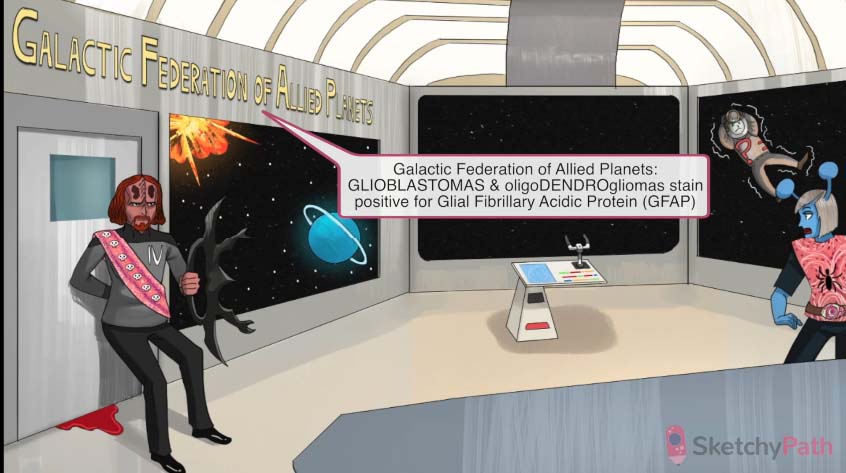 GALACTIC FEDERATION OF ALLIED PLANETS
Galactic Federation of Allied Planets:
GLIOBLASTOMAS & oligoDENDROgliomas stain
positive for Glial Fibrillary Acidic Protein (GFAP)
IV
SketchyPath